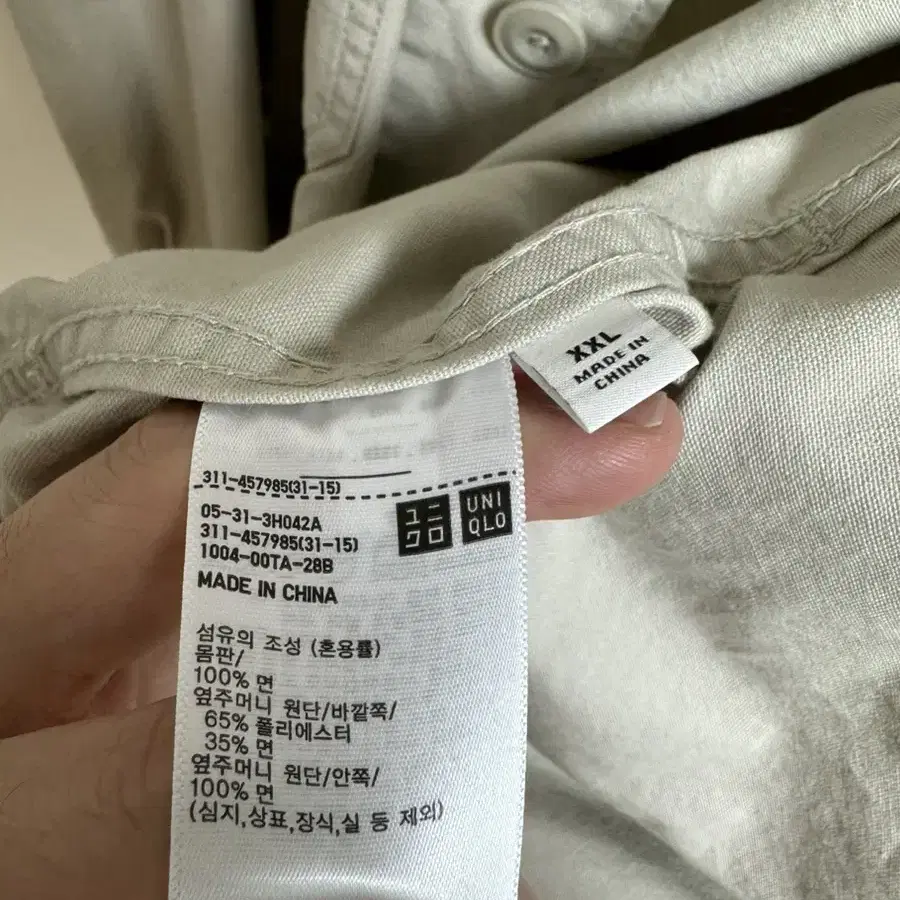 XXL
MADE IN
CHINA
311-457985(31-15)
05-31-3H042A
311-457985(31-15)
1004-00TA-28B
MADE IN CHINA
ユニ
クロ
UNI
QLO
섬유의 조성 (혼용률)
몸판/
100% 면
옆주머니 원단/바깥쪽/
65% 폴리에스터
35% 면
옆주머니 원단/안쪽/
100% 면
(심지,상표,장식,실 등 제외)